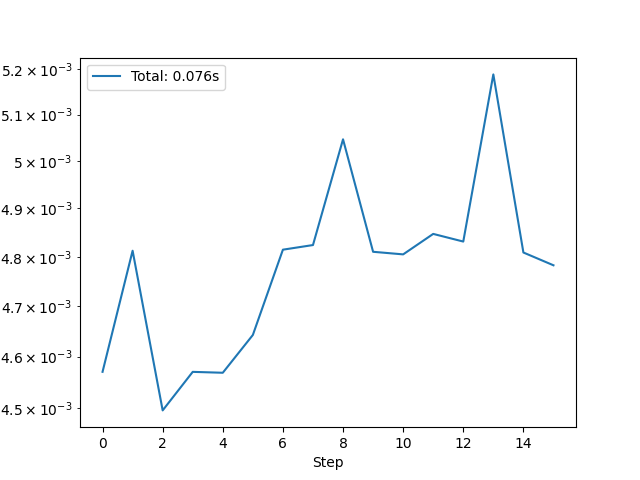 Total: 0.076s
5.2 × 10⁻³
5.1 × 10⁻³
5 × 10⁻³
4.9 × 10⁻³
4.8 × 10⁻³
4.7 × 10⁻³
4.6 × 10⁻³
4.5 × 10⁻³
0 2 4 6 8 10 12 14
Step